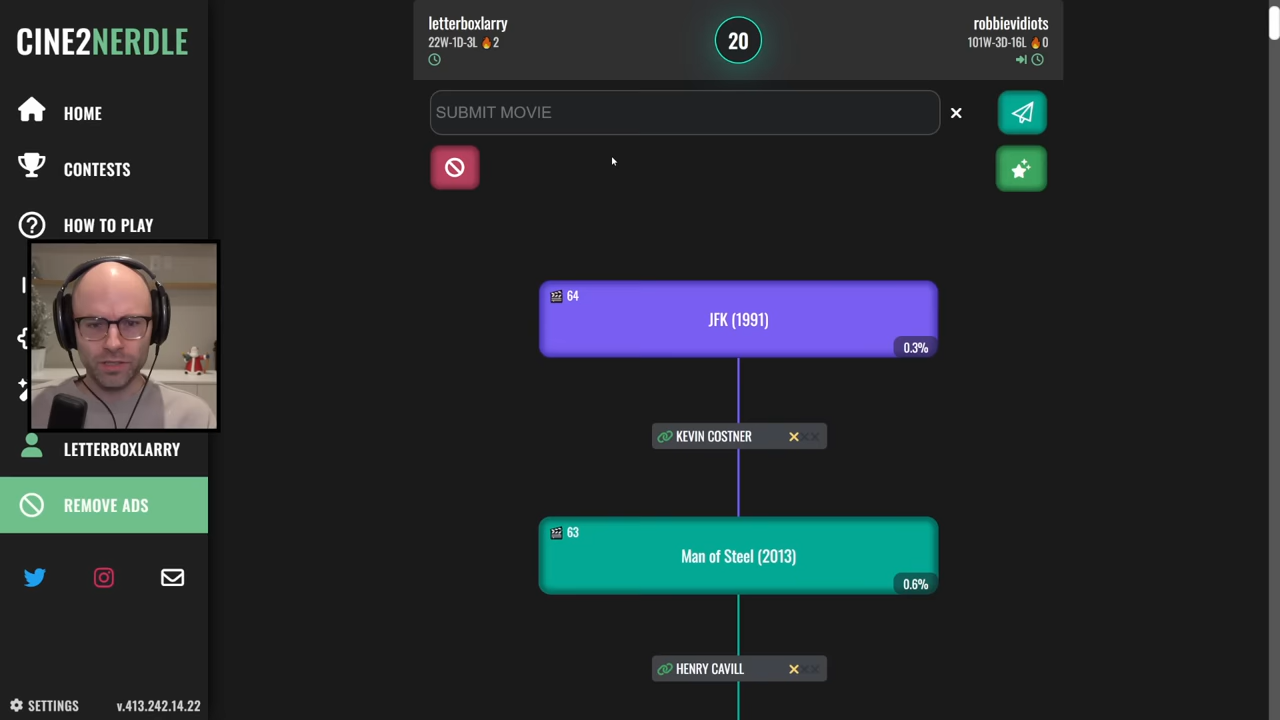 CINE2NERDLE
HOME
CONTESTS
HOW TO PLAY
LETTERBOXLARRY
REMOVE ADS
SETTINGS
v.413.242.14.22
letterboxlarry
22W-1D-3L 🔥2
20
robbievidiots
101W-3D-16L 🔥0
SUBMIT MOVIE
64
JFK (1991)
0.3%
KEVIN COSTNER
63
Man of Steel (2013)
0.6%
HENRY CAVILL